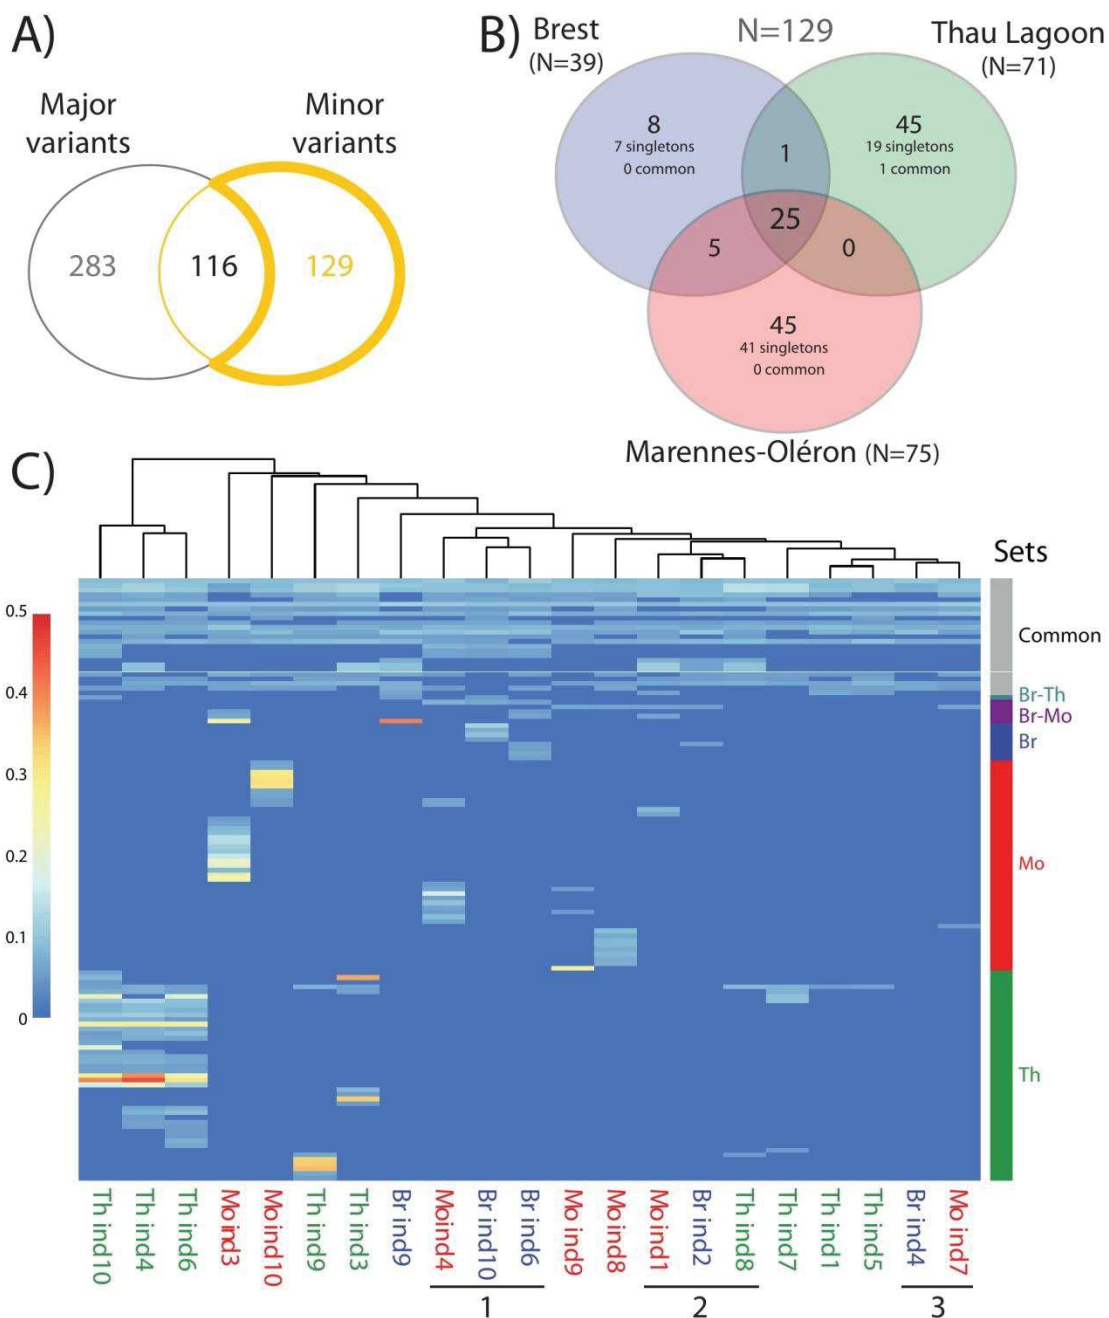 A)
Major
variants
Minor
variants
283
116
129
B)
Brest
(N=39)
N=129
Thau Lagoon
(N=71)
8
7 singletons
0 common
1
45
19 singletons
1 common
25
5
0
45
41 singletons
0 common
Marennes-Oléron (N=75)
C)
Sets
0.5
0.4
0.3
0.2
0.1
0
Common
Br-Th
Br-Mo
Br
Mo
Th
Th ind10
Th ind4
Th ind6
Mo ind3
Mo ind10
Th ind9
Th ind3
Br ind9
Mo ind4
Br ind10
Br ind6
Mo ind9
Mo ind8
Mo ind1
Br ind2
Th ind8
Th ind7
Th ind1
Th ind5
Br ind4
Mo ind7
1
2
3